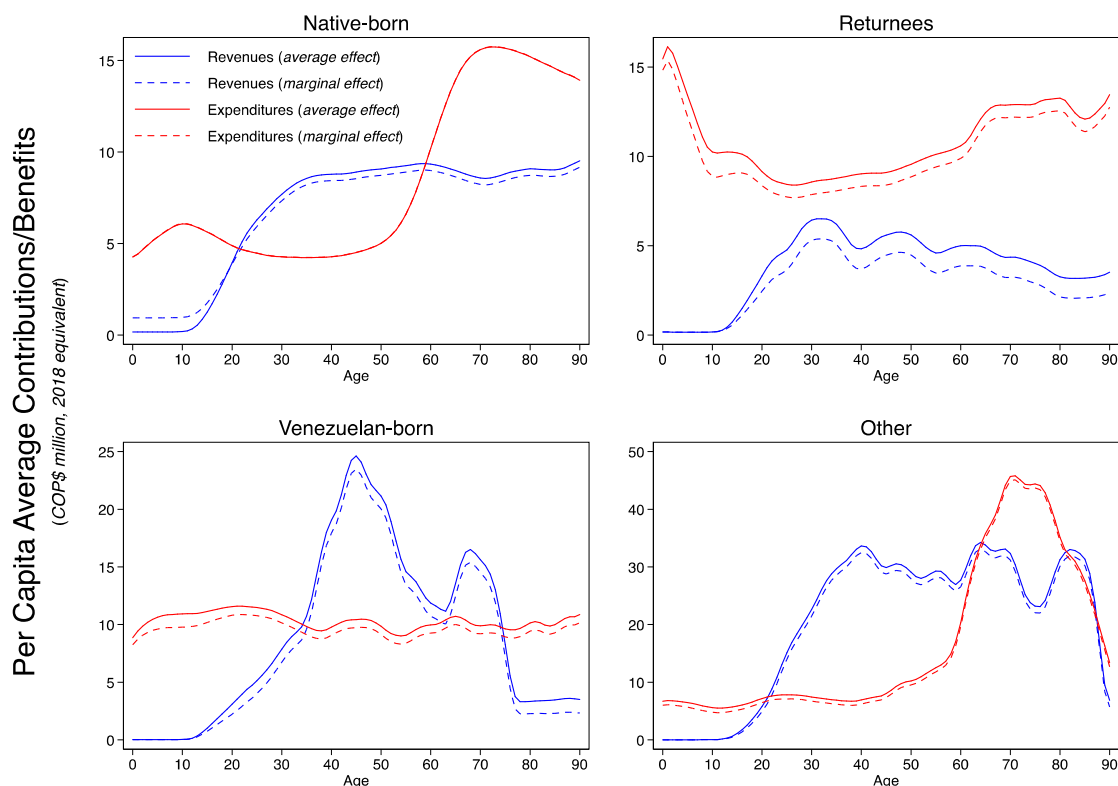 Per Capita Average Contributions/Benefits
(COP$ million, 2018 equivalent)
Native-born
Revenues (average effect)
Revenues (marginal effect)
Expenditures (average effect)
Expenditures (marginal effect)
15
10
5
0
0 10 20 30 40 50 60 70 80 90
Age
Returnees
15
10
5
0
0 10 20 30 40 50 60 70 80 90
Age
Venezuelan-born
25
20
15
10
5
0
0 10 20 30 40 50 60 70 80 90
Age
Other
50
40
30
20
10
0
0 10 20 30 40 50 60 70 80 90
Age